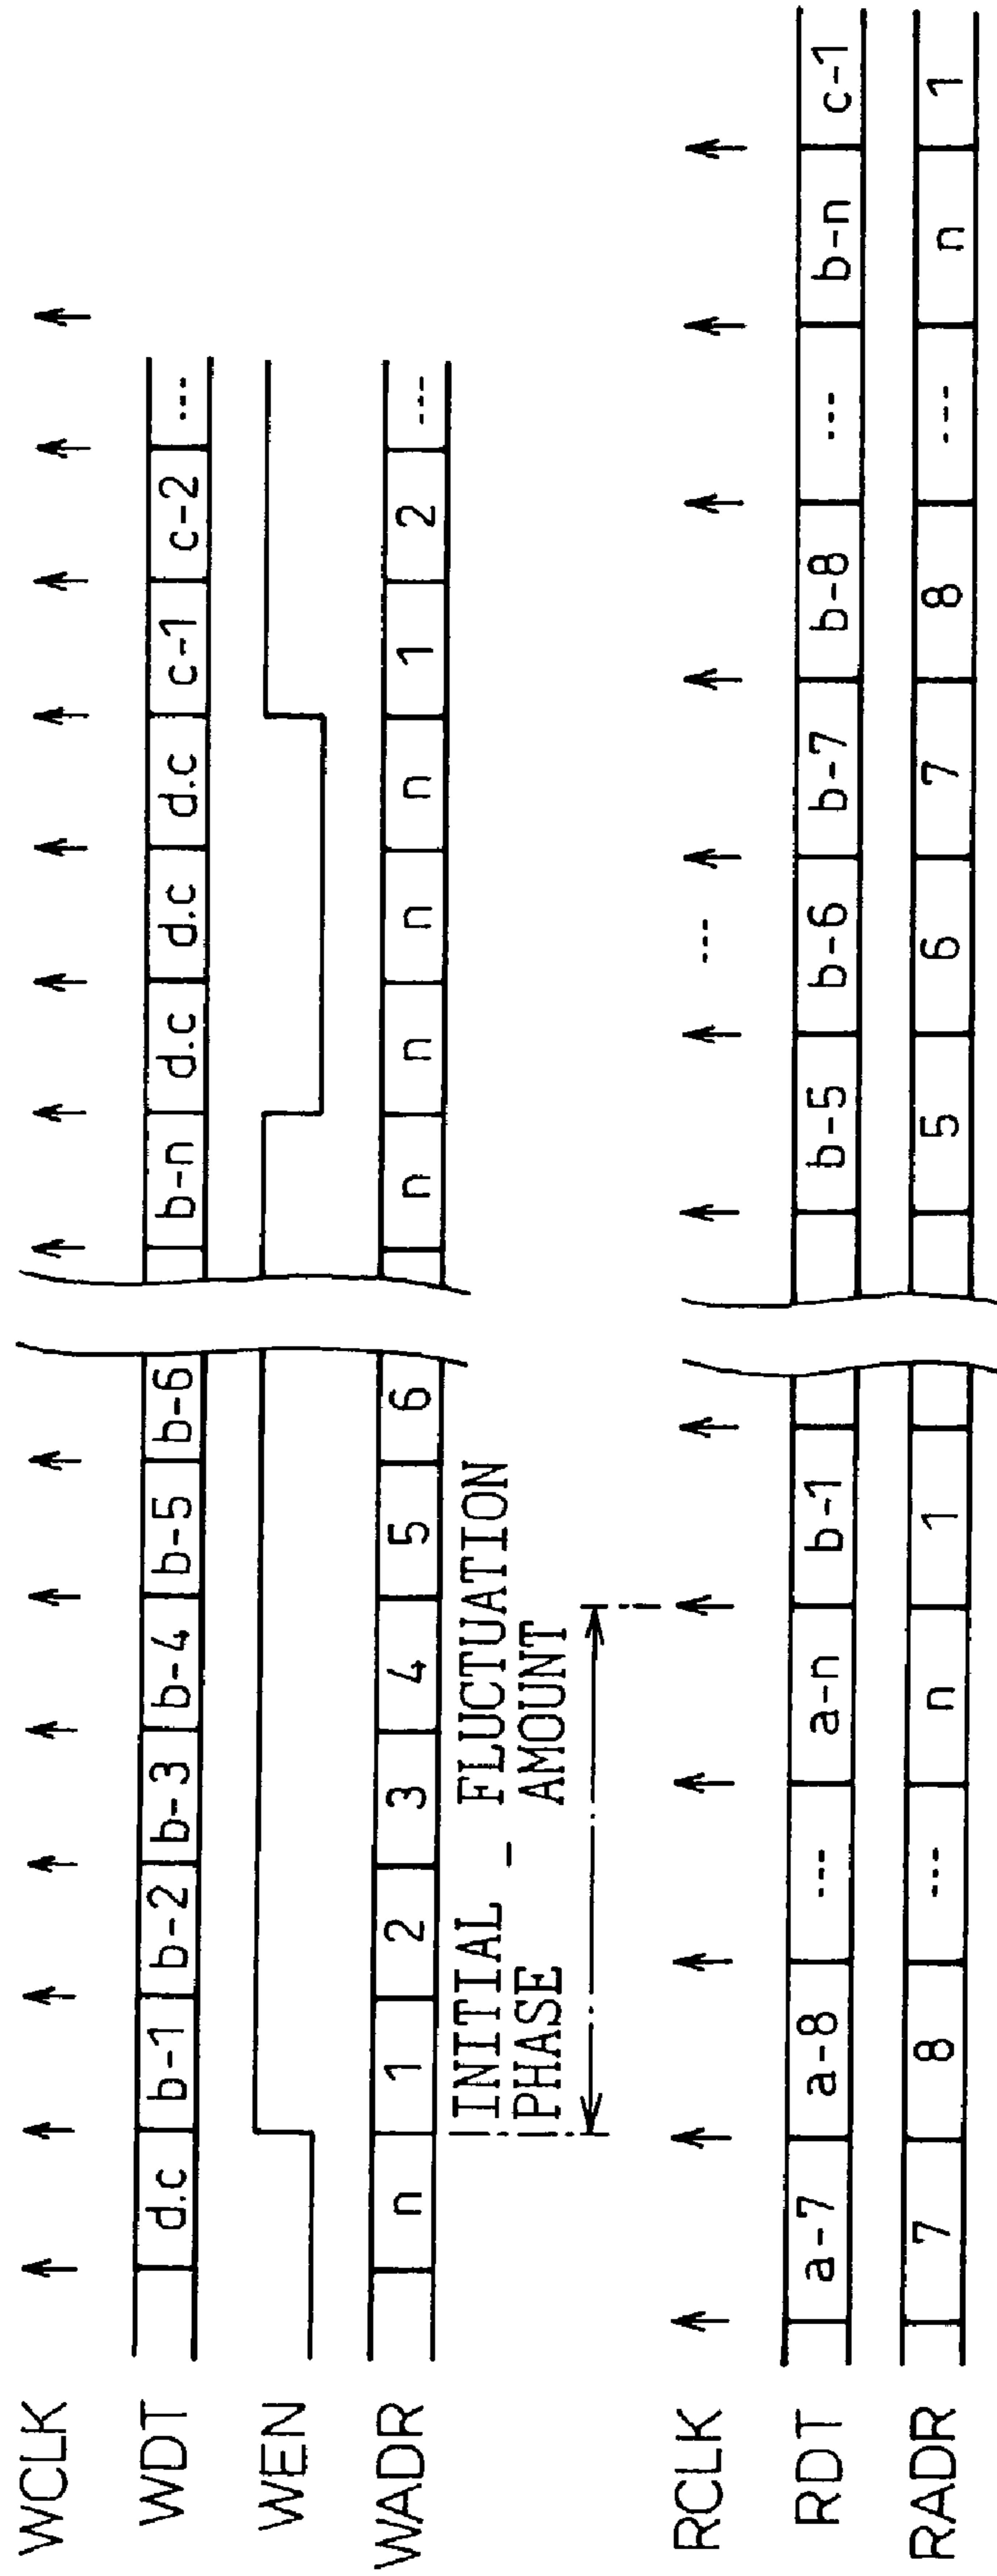 WCLK
WDT d.c b-1 b-2 b-3 b-4 b-5 b-6 b-n d.c d.c d.c c-1 c-2 ---
WEN
WADR n 1 2 3 4 5 6 n n n n 1 2 ---
INITIAL - FLUCTUATION
PHASE AMOUNT
RCLK ---
RDT a-7 a-8 --- a-n b-1 b-5 b-6 b-7 b-8 --- b-n c-1
RADR 7 8 --- n 1 5 6 7 8 --- n 1